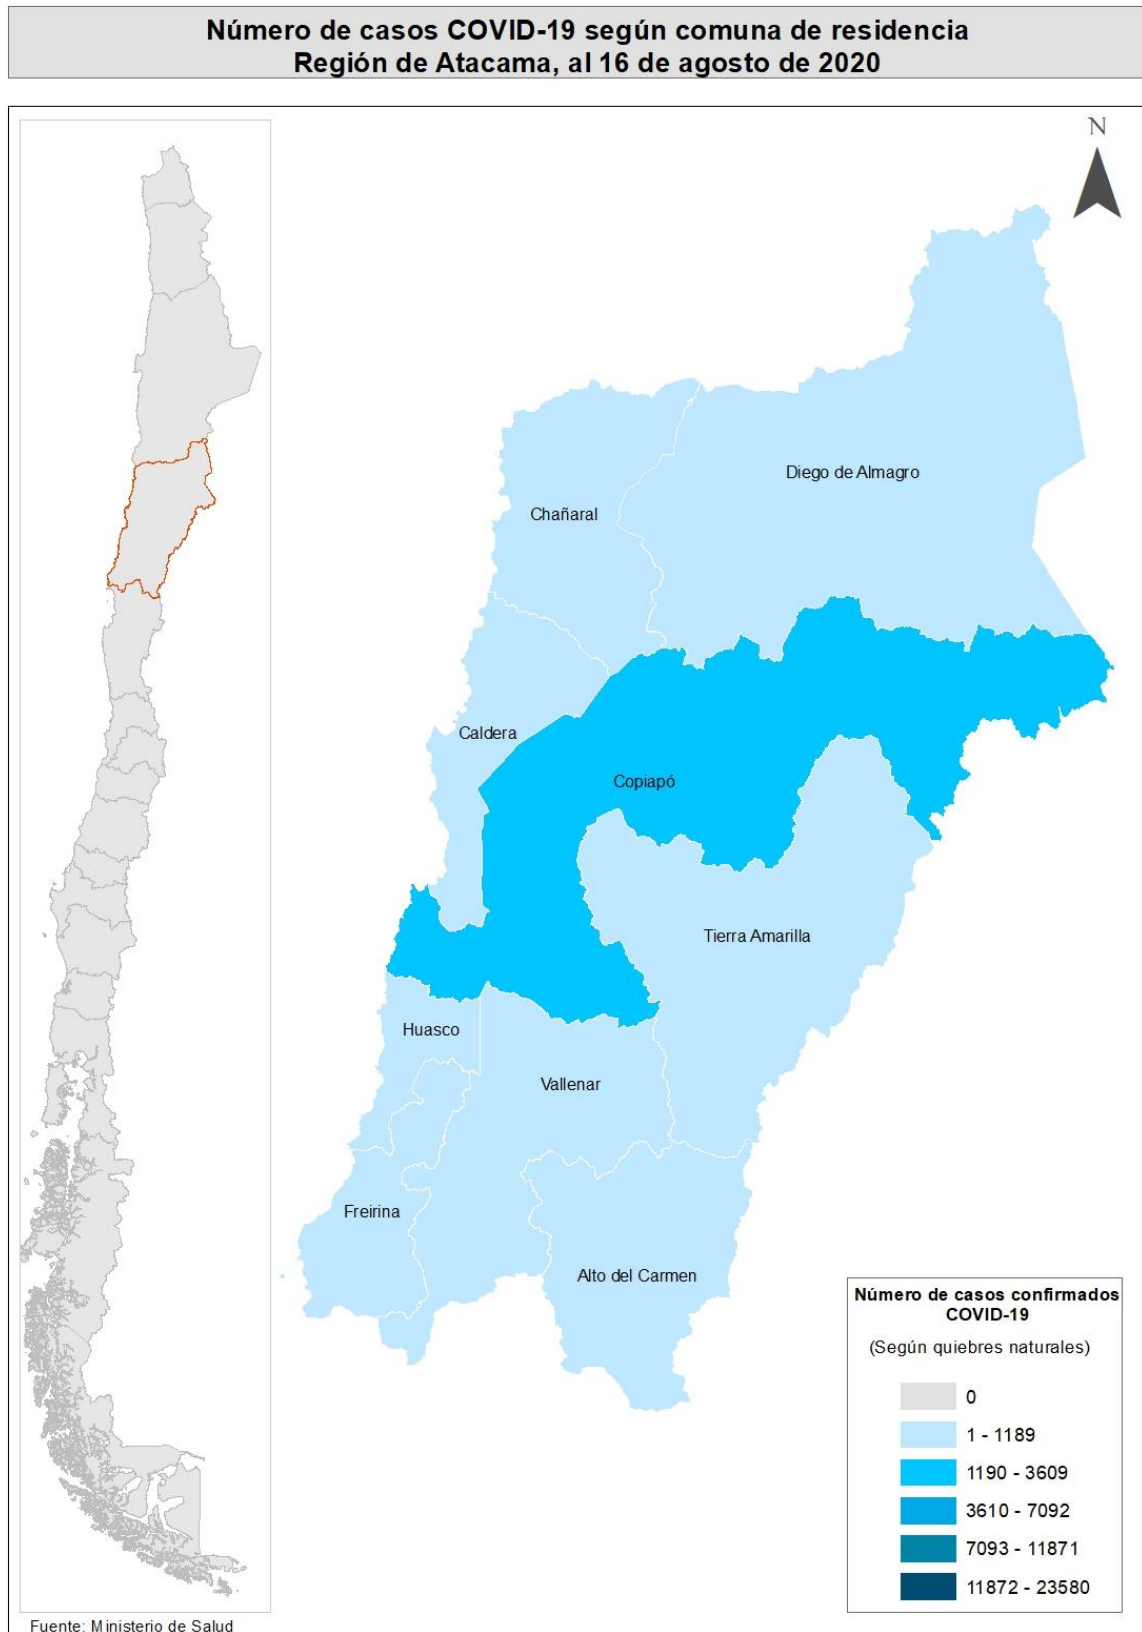 Número de casos COVID-19 según comuna de residencia
Región de Atacama, al 16 de agosto de 2020
N
Diego de Almagro
Chañaral
Caldera
Copiapó
Tierra Amarilla
Huasco
Vallenar
Freirina
Alto del Carmen
Número de casos confirmados
COVID-19
(Según quiebres naturales)
0
1 - 1189
1190 - 3609
3610 - 7092
7093 - 11871
11872 - 23580
Fuente: Ministerio de Salud